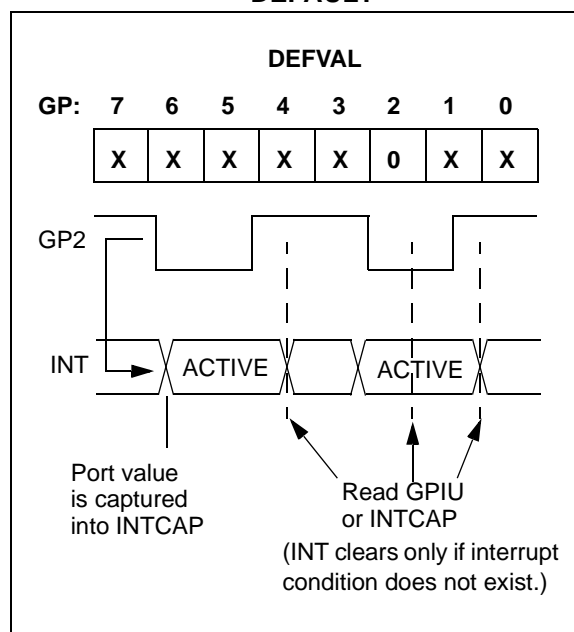 DEFAULT
DEFVAL
GP: 7 6 5 4 3 2 1 0
X X X X X 0 X X
GP2
INT
ACTIVE
ACTIVE
Port value
is captured
into INTCAP
Read GPIU
or INTCAP
(INT clears only if interrupt
condition does not exist.)